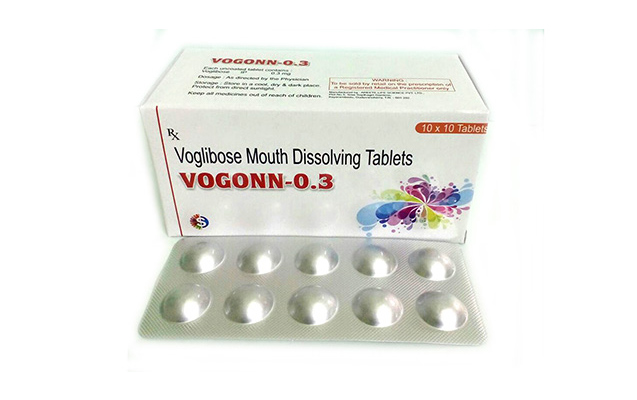 VOGONN-0.3
Each uncoated tablet contains :
Voglibose IP 0.3 mg
Dosage : As directed by the Physician
Storage : Store in a cool, dry & dark place.
Protect from direct sunlight.
Keep all medicines out of reach of children.
WARNING
To be sold by retail on the prescription of
a Registered Medical Practitioner only.
10 x 10 Tablets
Rx
Voglibose Mouth Dissolving Tablets
VOGONN-0.3